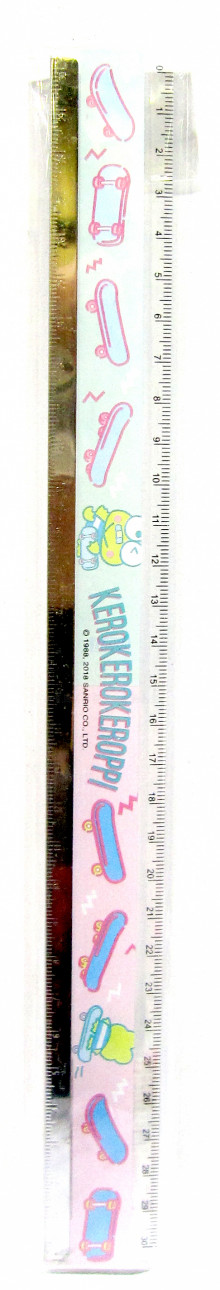 0 1 2 3 4 5 6 7 8 9 10 11 12 13 14 15 16 17 18 19 20 21 22 23 24 25 26 27 28 29 30
KEROKEROKEROPPI
© 1988, 2018 SANRIO CO., LTD.